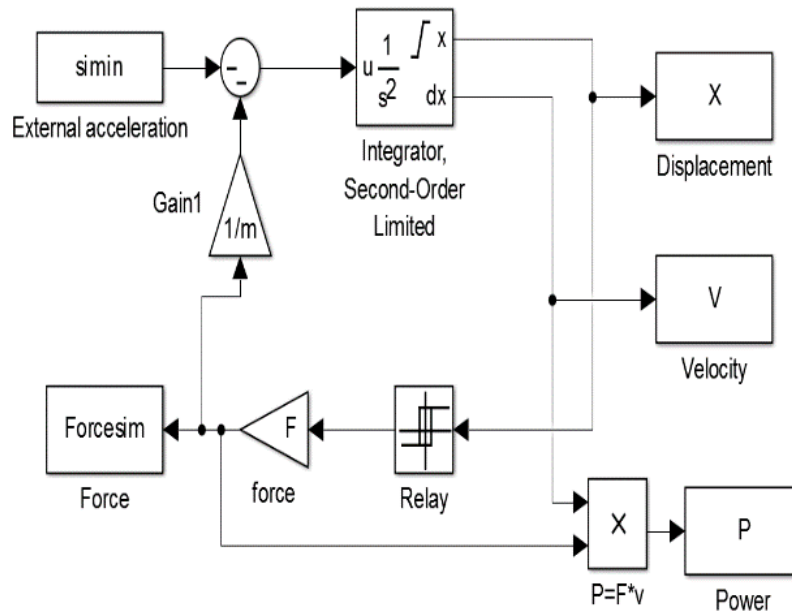 simin
External acceleration
- -
Gain1
1/m
u 1 x
s² dx
Integrator,
Second-Order
Limited
X
Displacement
V
Velocity
Forcesim
Force
F
force
Relay
X
P=F*v
P
Power